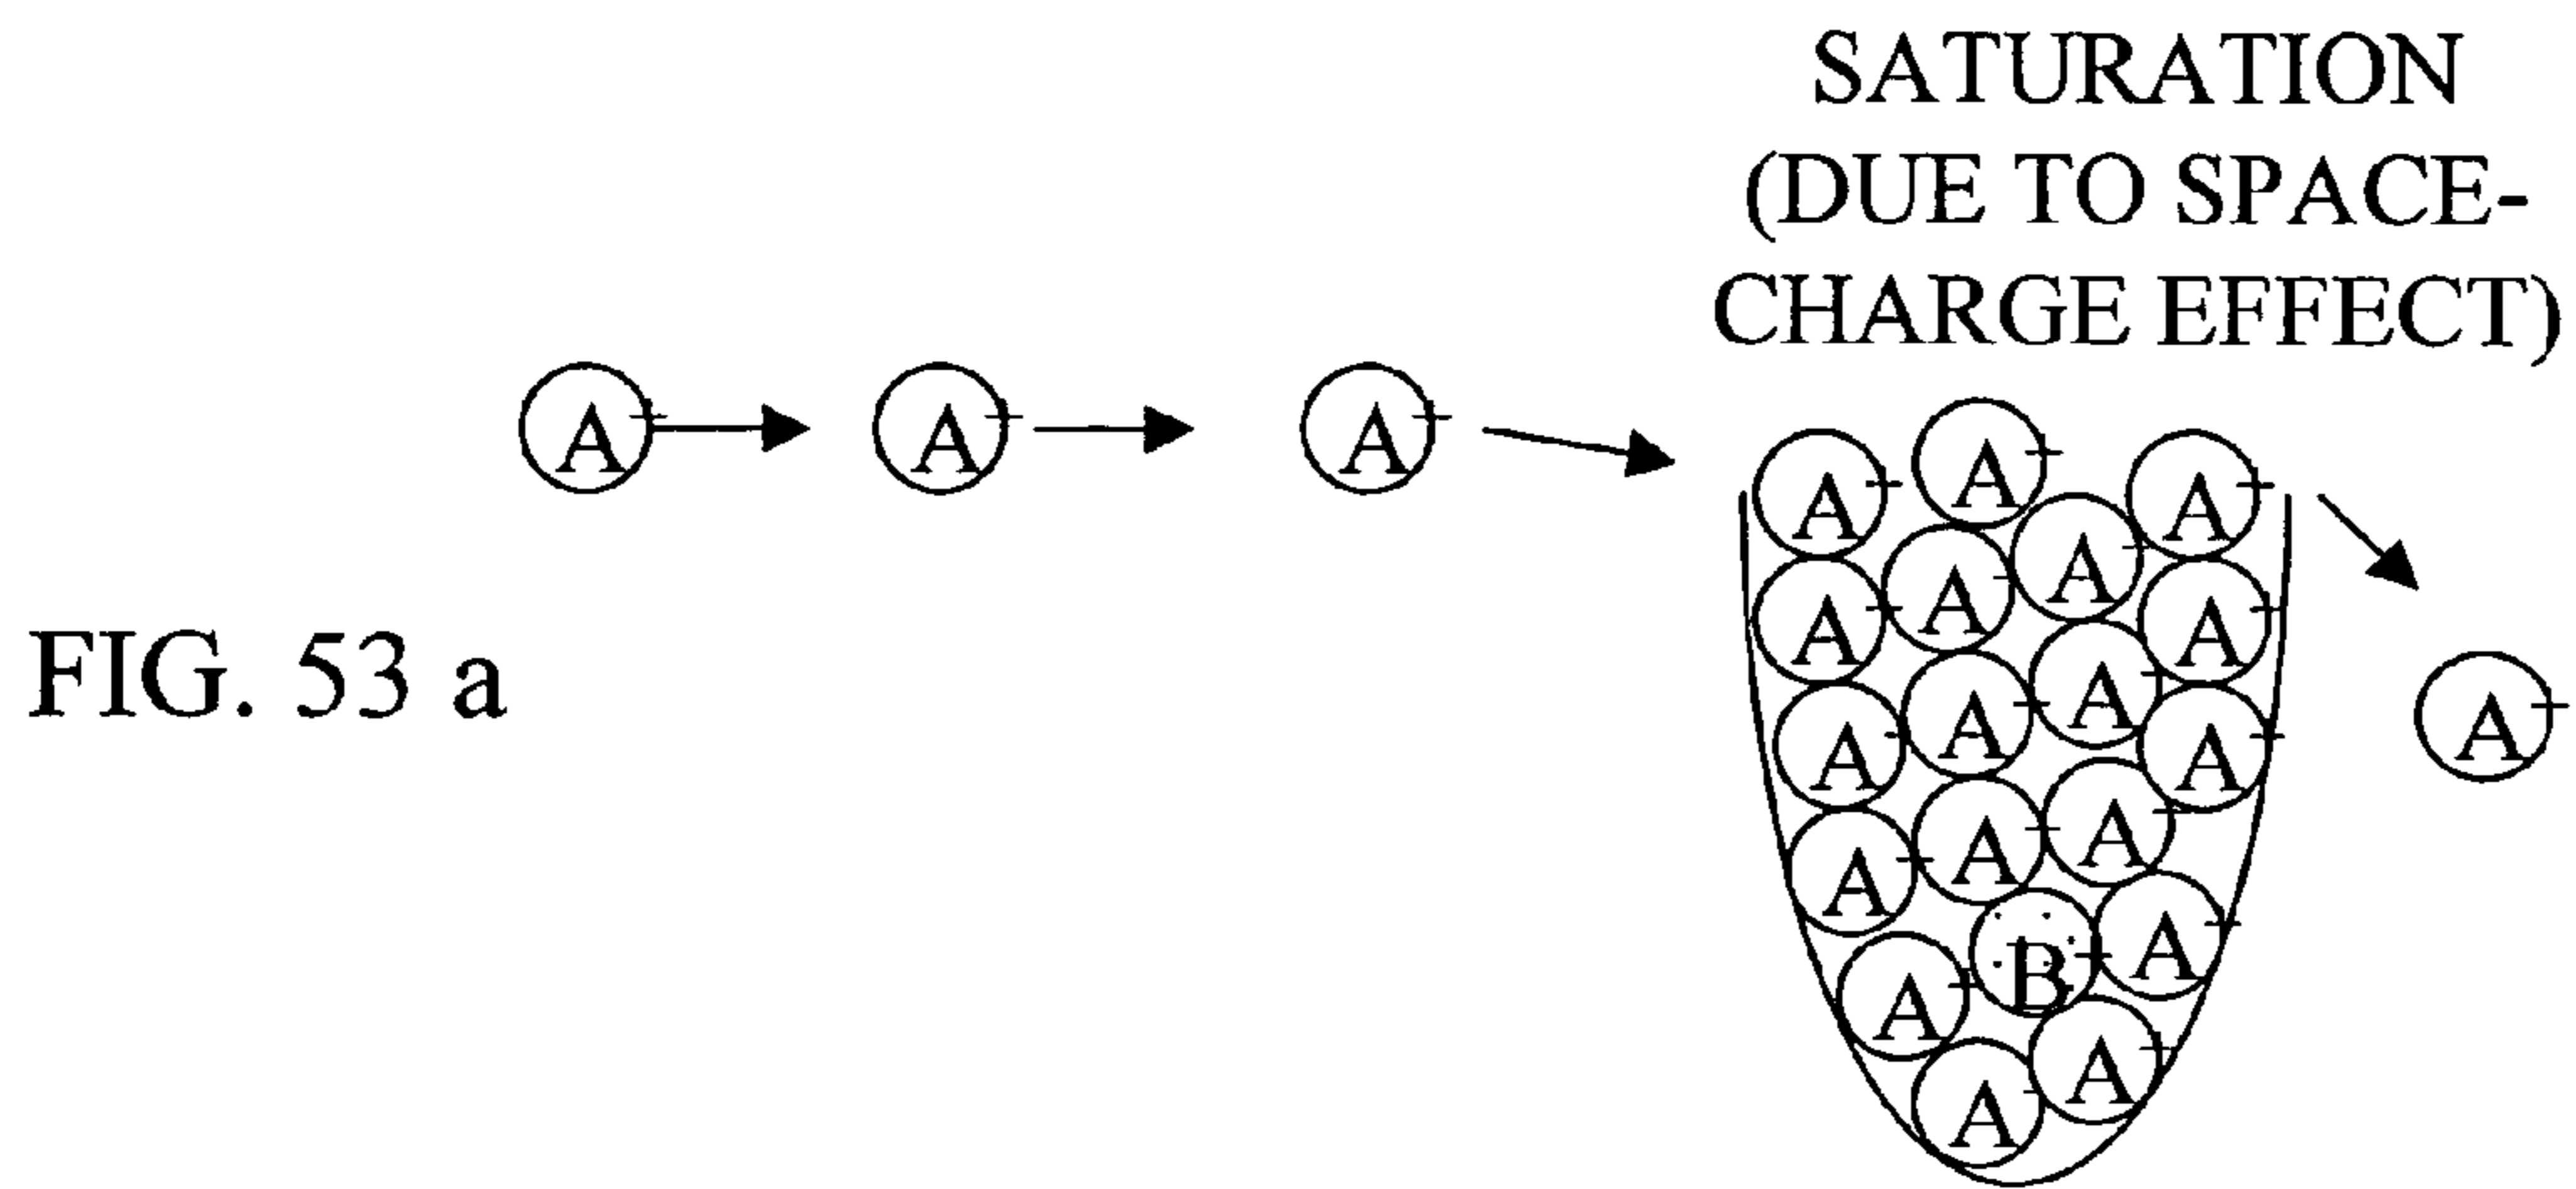 SATURATION
(DUE TO SPACE-
CHARGE EFFECT)
A+ A+ A+
A+ A+ A+
A+ A+ A+ A+
FIG. 53 a
A+ A+ A+ A+
A+
A+ A+ A+
A+ B+ A+
A+ A+